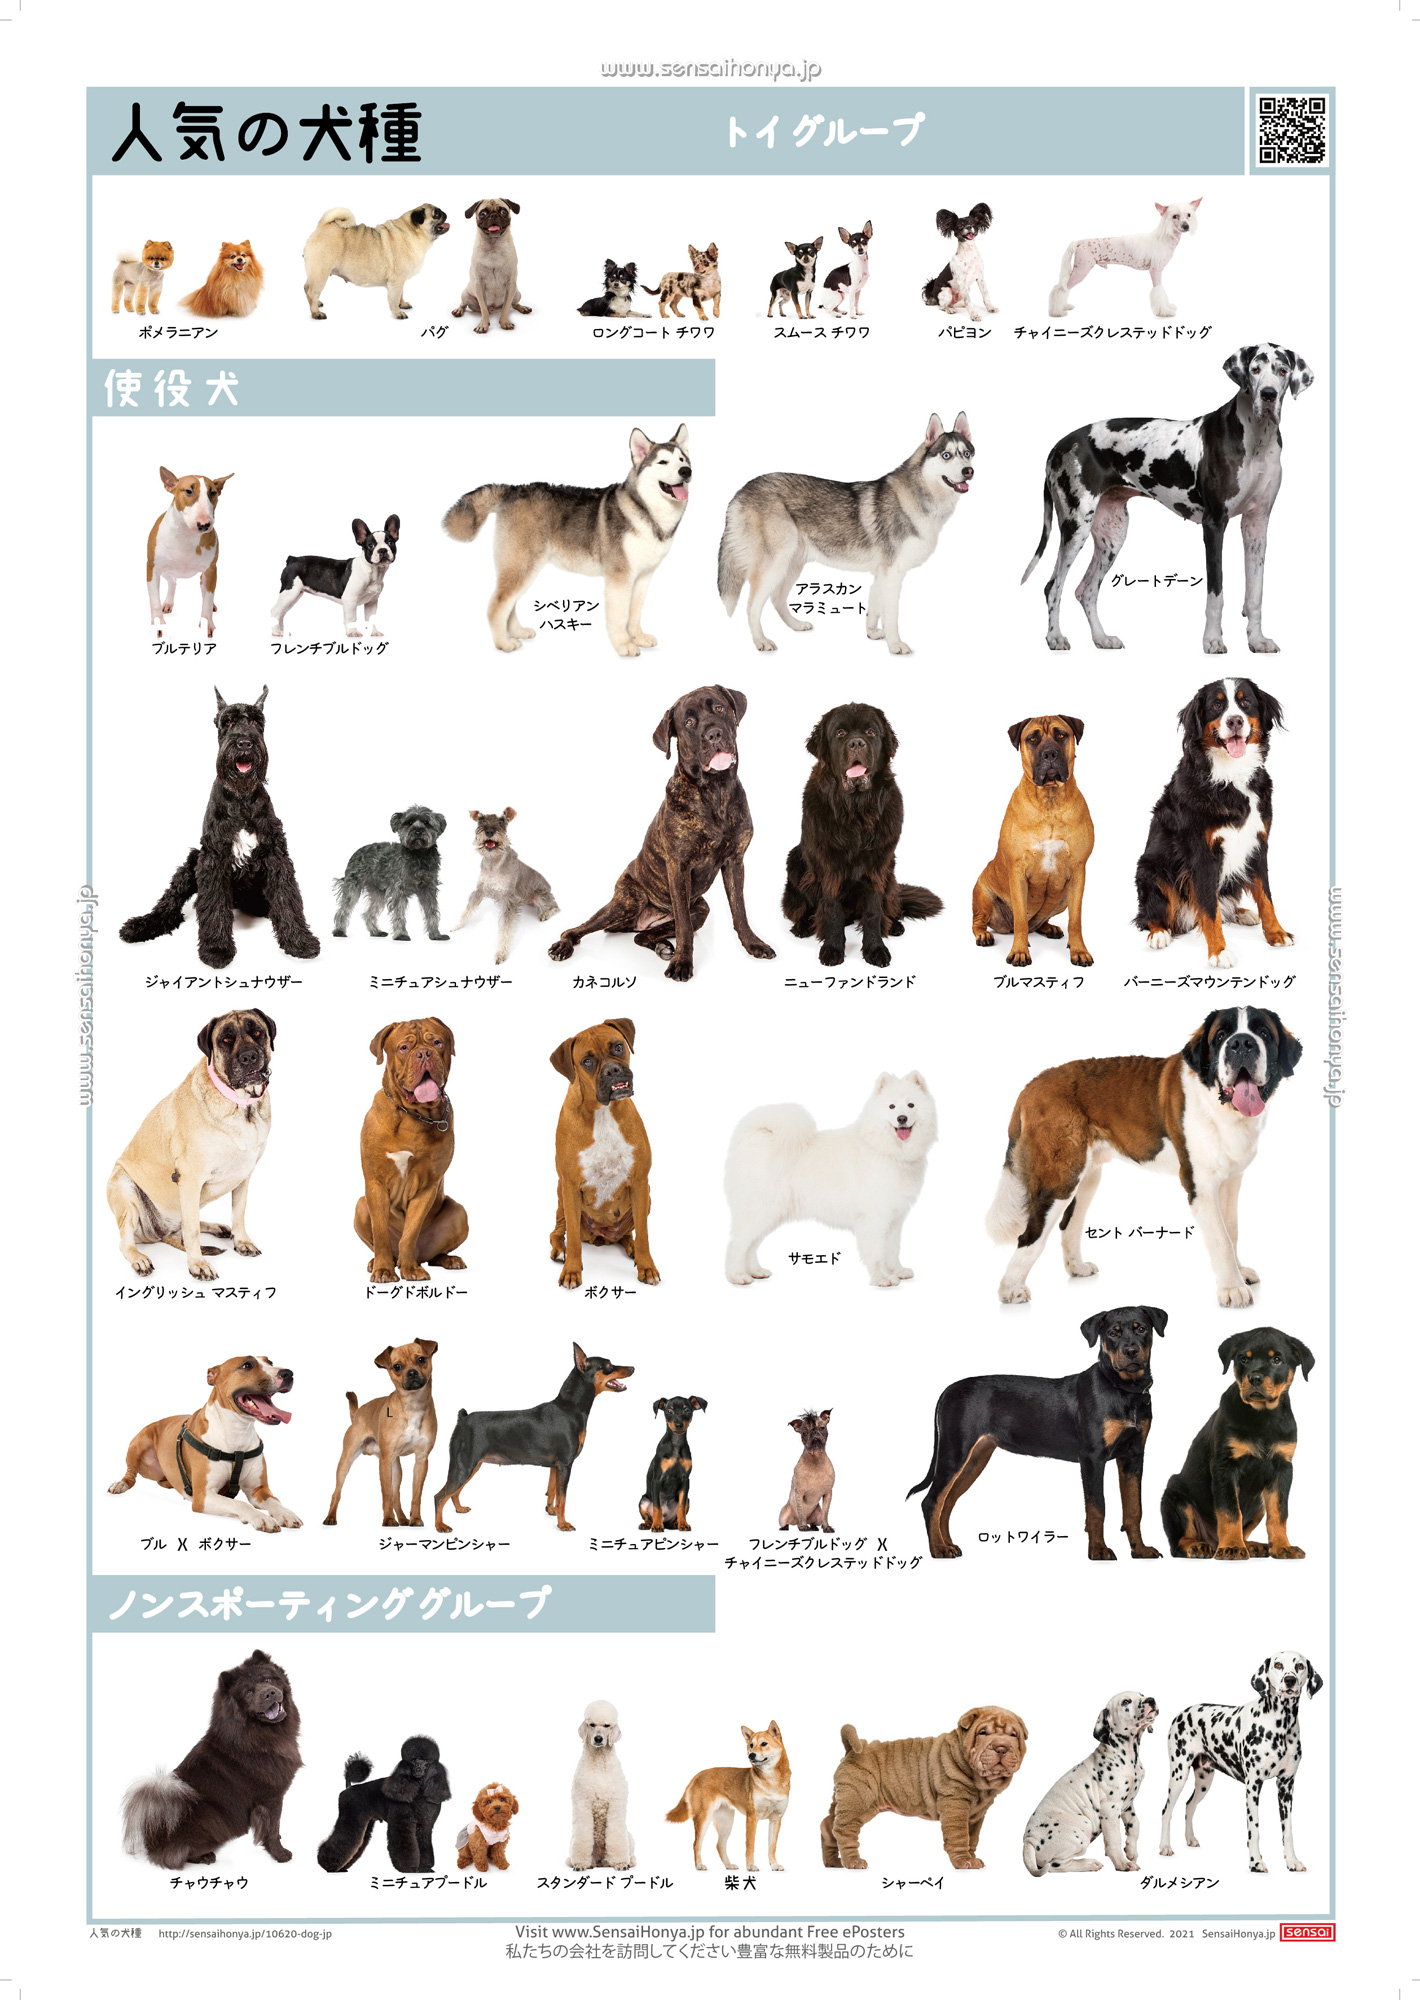 www.sensaihonya.jp
人気の犬種
トイ グループ
ポメラニアン
パグ
ロングコート チワワ
スムース チワワ
パピヨン
チャイニーズクレステッドドッグ
使役犬
ブルテリア
フレンチブルドッグ
シベリアン
ハスキー
アラスカン
マラミュート
グレートデーン
ジャイアントシュナウザー
ミニチュアシュナウザー
カネコルソ
ニューファンドランド
ブルマスティフ
バーニーズマウンテンドッグ
www.sensaihonya.jp
www.sensaihonya.jp
イングリッシュ マスティフ
ドーグドボルドー
ボクサー
サモエド
セント バーナード
L
ブル X ボクサー
ジャーマンピンシャー
ミニチュアピンシャー
フレンチブルドッグ X
チャイニーズクレステッドドッグ
ロットワイラー
ノンスポーティンググループ
チャウチャウ
ミニチュアプードル
スタンダード プードル
柴犬
シャーペイ
ダルメシアン
人気の犬種 http://sensaihonya.jp/10620-dog-jp
Visit www.SensaiHonya.jp for abundant Free ePosters
私たちの会社を訪問してください豊富な無料製品のために
© All Rights Reserved. 2021 SensaiHonya.jp sensai